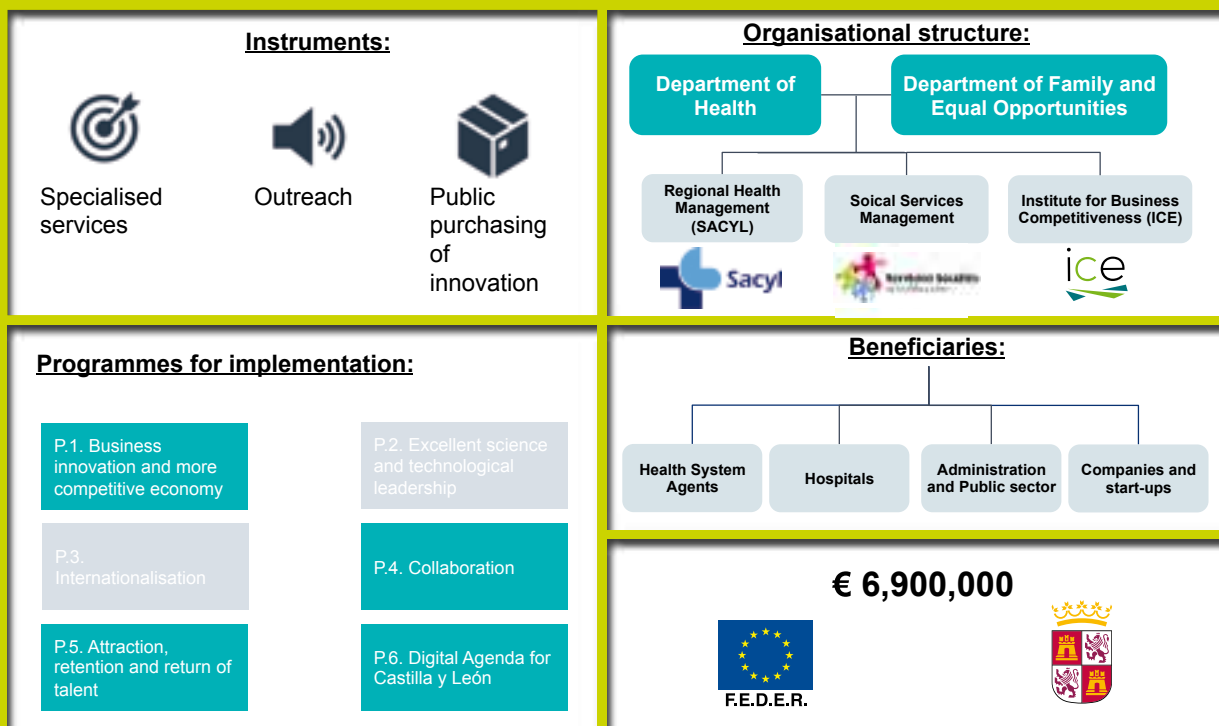 Instruments:
Specialised
services
Outreach
Public
purchasing
of
innovation
Organisational structure:
Department of
Health
Department of Family and
Equal Opportunities
Regional Health
Management
(SACYL)
Soical Services
Management
Institute for Business
Competitiveness (ICE)
Sacyl
ice
Programmes for implementation:
P.1. Business
innovation and more
competitive economy
P.2. Excellent science
and technological
leadership
P.3.
Internationalisation
P.4. Collaboration
P.5. Attraction,
retention and return of
talent
P.6. Digital Agenda for
Castilla y León
Beneficiaries:
Health System
Agents
Hospitals
Administration
and Public sector
Companies and
start-ups
€ 6,900,000
F.E.D.E.R.